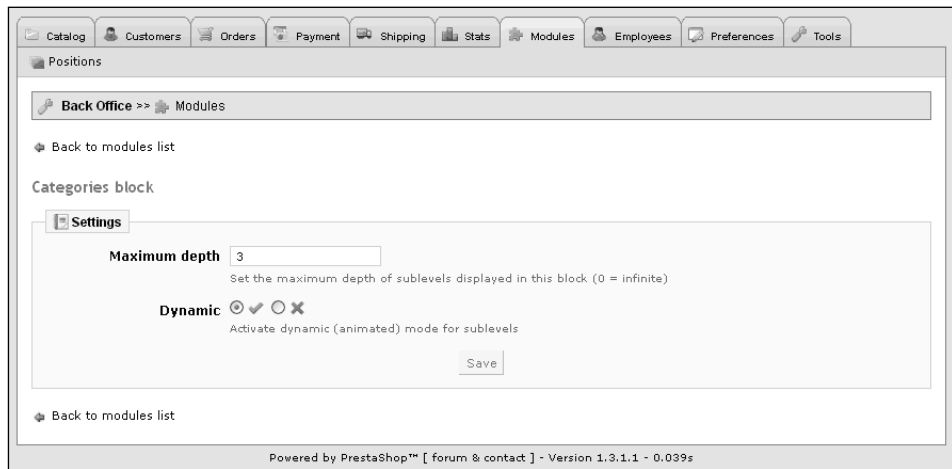 Catalog Customers Orders Payment Shipping Stats Modules Employees Preferences Tools
Positions
Back Office >> Modules
Back to modules list
Categories block
Settings
Maximum depth 3
Set the maximum depth of sublevels displayed in this block (0 = infinite)
Dynamic
Activate dynamic (animated) mode for sublevels
Save
Back to modules list
Powered by PrestaShop™ [ forum & contact ] - Version 1.3.1.1 - 0.039s